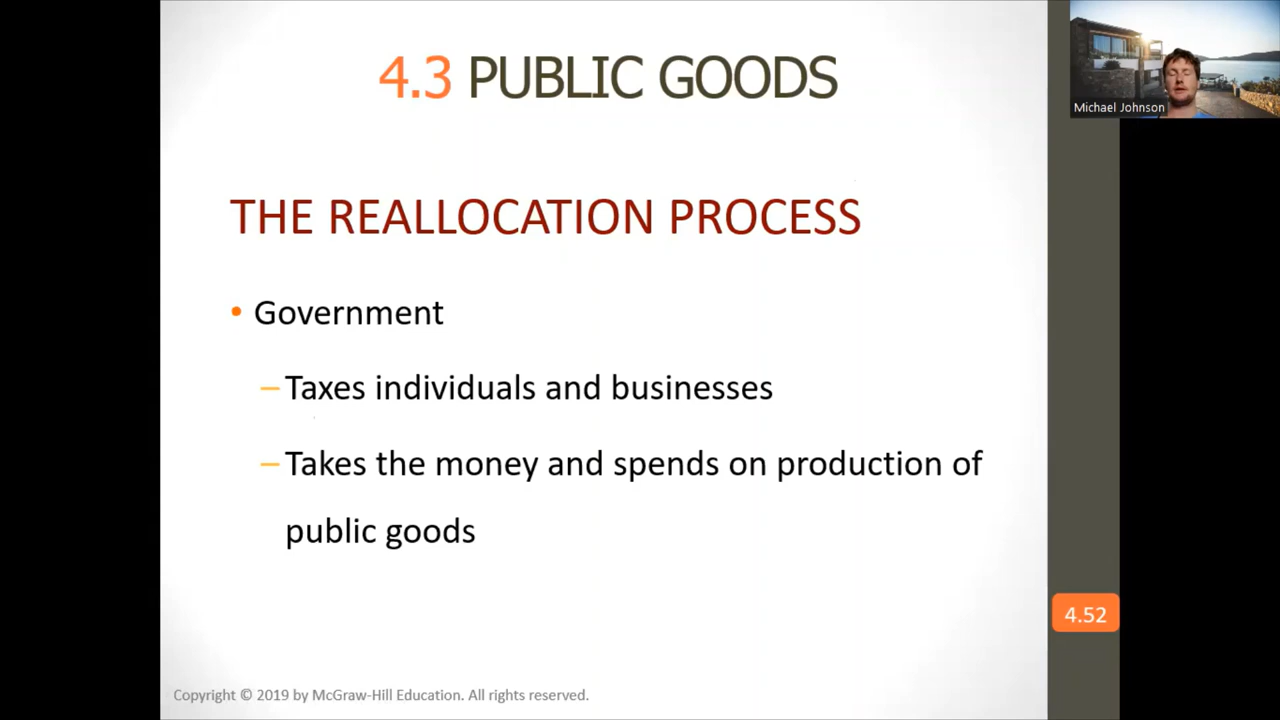 4.3 PUBLIC GOODS
Michael Johnson
THE REALLOCATION PROCESS
• Government
–Taxes individuals and businesses
–Takes the money and spends on production of
public goods
4.52
Copyright © 2019 by McGraw-Hill Education. All rights reserved.